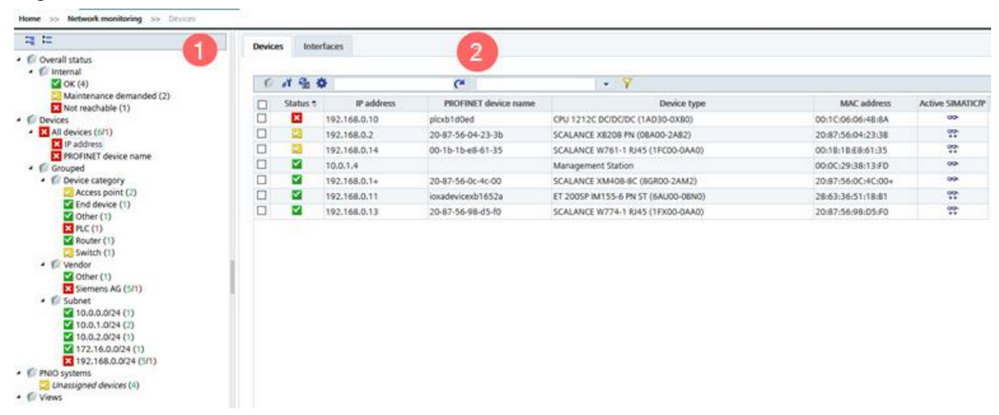 Home >> Network monitoring >> Devices
1
Overall status
Internal
OK (4)
Maintenance demanded (2)
Not reachable (1)
Devices
All devices (6/1)
IP address
PROFINET device name
Grouped
Device category
Access point (2)
End device (1)
Other (1)
PLC (1)
Router (1)
Switch (1)
Vendor
Other (1)
Siemens AG (5/1)
Subnet
10.0.0.0/24 (1)
10.0.1.0/24 (2)
10.0.2.0/24 (1)
172.16.0.0/24 (1)
192.168.0.0/24 (5/1)
PNIO systems
Unassigned devices (4)
Views
Devices Interfaces
2
Status IP address PROFINET device name Device type MAC address Active SIMATIC/IP
192.168.0.10 plcxb1d0ed CPU 1212C DC/DC/DC (1AD30-0XB0) 00:1C:06:06:4B:8A
192.168.0.2 20-87-56-04-23-3b SCALANCE XB208 PN (0BA00-2AB2) 20:87:56:04:23:3B
192.168.0.14 00-1b-1b-e8-61-35 SCALANCE W761-1 RJ45 (1FC00-0AA0) 00:1B:1B:E8:61:35
10.0.1.4 Management Station 00:0C:29:38:13:FD
192.168.0.1+ 20-87-56-0c-4c-00 SCALANCE XM408-8C (8GR00-2AM2) 20:87:56:0C:4C:00+
192.168.0.11 ioxadevicexb1652a ET 200SP IM155-6 PN ST (6AU00-0BN0) 28:63:36:51:18:81
192.168.0.13 20-87-56-98-d5-f0 SCALANCE W774-1 RJ45 (1FX00-0AA0) 20:87:56:98:D5:F0